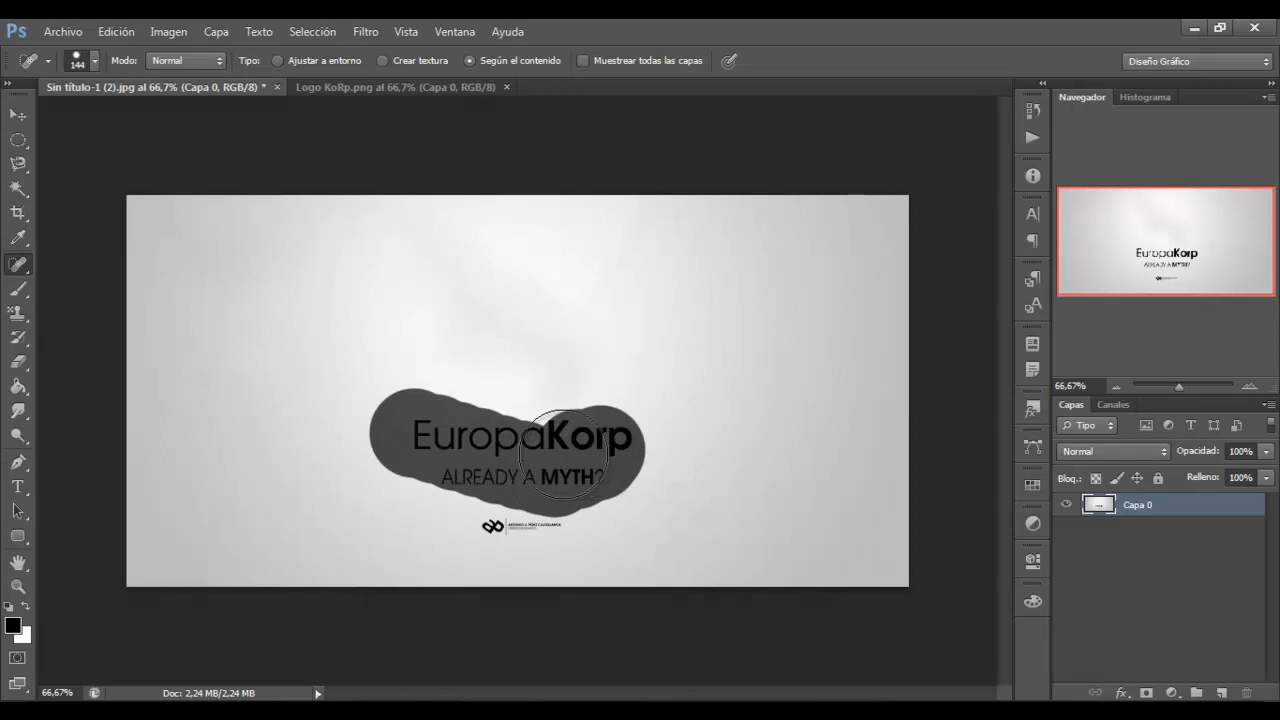 Ps Archivo Edición Imagen Capa Texto Selección Filtro Vista Ventana Ayuda
144 Modo: Normal Tipo: Ajustar a entorno Crear textura Según el contenido Muestrear todas las capas Diseño Gráfico
Sin título-1 (2).jpg al 66,7% (Capa 0, RGB/8) * Logo KoRp.png al 66,7% (Capa 0, RGB/8)
Navegador Histograma
EuropaKorp
ALREADY A MYTH?
66,67%
Capas Canales
Tipo
Normal Opacidad: 100%
Bloq.: Relleno: 100%
Capa 0
EuropaKorp
ALREADY A MYTH?
66,67% Doc: 2,24 MB/2,24 MB